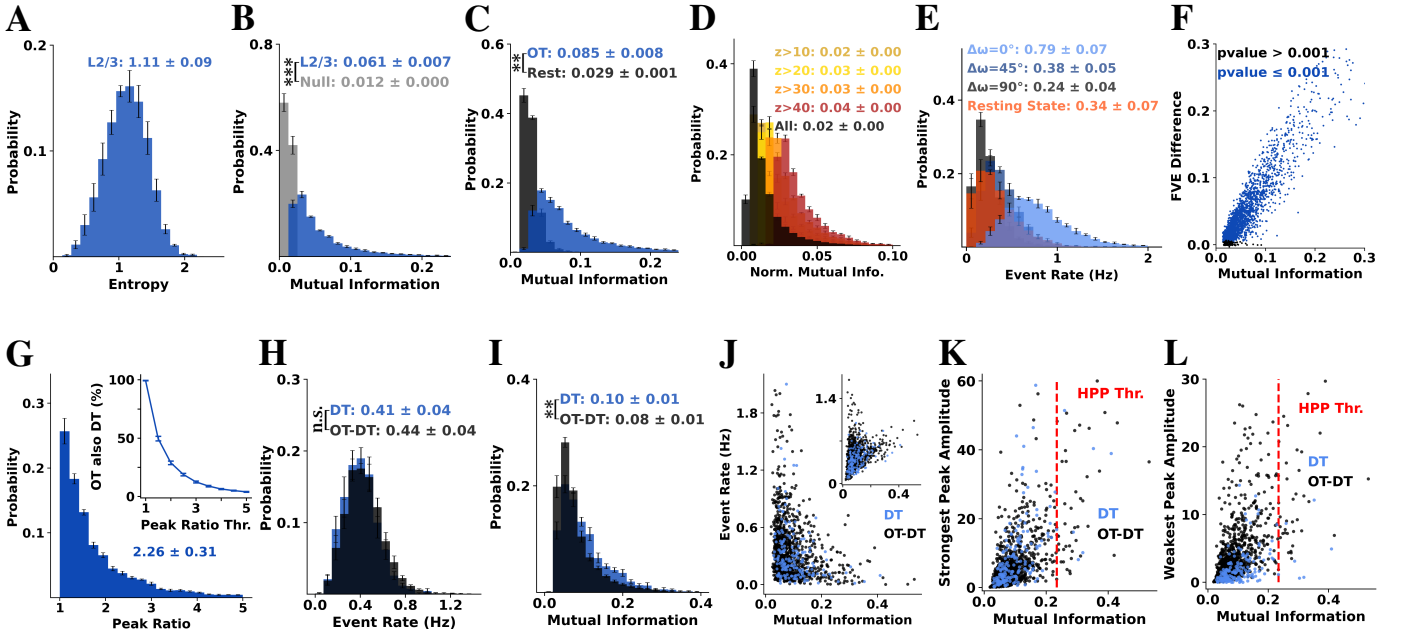 A
0.2
0.1
0
1
2
Probability
Entropy
L2/3: 1.11 ± 0.09
B
0.8
0.4
0.0
0.1
0.2
Probability
Mutual Information
***
L2/3: 0.061 ± 0.007
Null: 0.012 ± 0.000
C
0.6
0.4
0.2
0.0
0.1
0.2
Probability
Mutual Information
**
OT: 0.085 ± 0.008
Rest: 0.029 ± 0.001
D
0.4
0.2
0.00
0.05
0.10
Probability
Norm. Mutual Info.
z>10: 0.02 ± 0.00
z>20: 0.03 ± 0.00
z>30: 0.03 ± 0.00
z>40: 0.04 ± 0.00
All: 0.02 ± 0.00
E
0.4
0.2
0
1
2
Probability
Event Rate (Hz)
Δω=0°: 0.79 ± 0.07
Δω=45°: 0.38 ± 0.05
Δω=90°: 0.24 ± 0.04
Resting State: 0.34 ± 0.07
F
0.3
0.2
0.1
0.0
0.0
0.1
0.2
0.3
FVE Difference
Mutual Information
pvalue > 0.001
pvalue ≤ 0.001
G
0.3
0.2
0.1
1
2
3
4
5
Probability
Peak Ratio
2.26 ± 0.31
100
50
0
1
3
5
OT also DT (%)
Peak Ratio Thr.
H
0.3
0.2
0.1
0.0
0.4
0.8
1.2
Probability
Event Rate (Hz)
n.s.
DT: 0.41 ± 0.04
OT-DT: 0.44 ± 0.04
I
0.4
0.2
0.0
0.2
0.4
Probability
Mutual Information
**
DT: 0.10 ± 0.01
OT-DT: 0.08 ± 0.01
J
1.8
1.2
0.6
0.0
0.0
0.2
0.4
Event Rate (Hz)
Mutual Information
1.4
0
0
0.4
DT
OT-DT
K
60
40
20
0
0.0
0.2
0.4
Strongest Peak Amplitude
Mutual Information
HPP Thr.
DT
OT-DT
L
30
20
10
0
0.0
0.2
0.4
Weakest Peak Amplitude
Mutual Information
HPP Thr.
DT
OT-DT